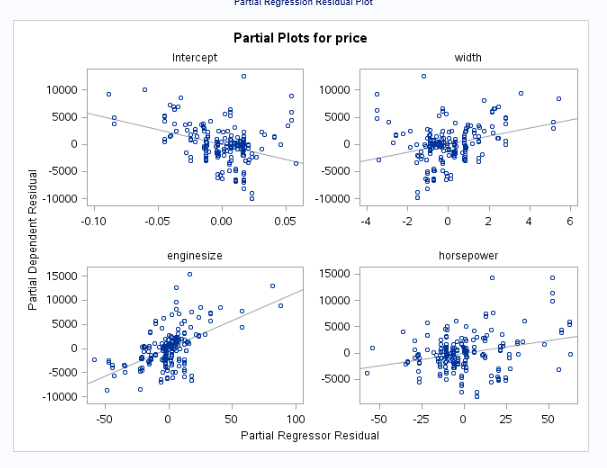 Partial Regression Residual Plot
Partial Plots for price
Intercept
width
10000
5000
0
-5000
-10000
-0.10 -0.05 0.00 0.05
10000
5000
0
-5000
-10000
-4 -2 0 2 4 6
Partial Dependent Residual
enginesize
horsepower
15000
10000
5000
0
-5000
-10000
-50 0 50 100
15000
10000
5000
0
-5000
-50 -25 0 25 50
Partial Regressor Residual